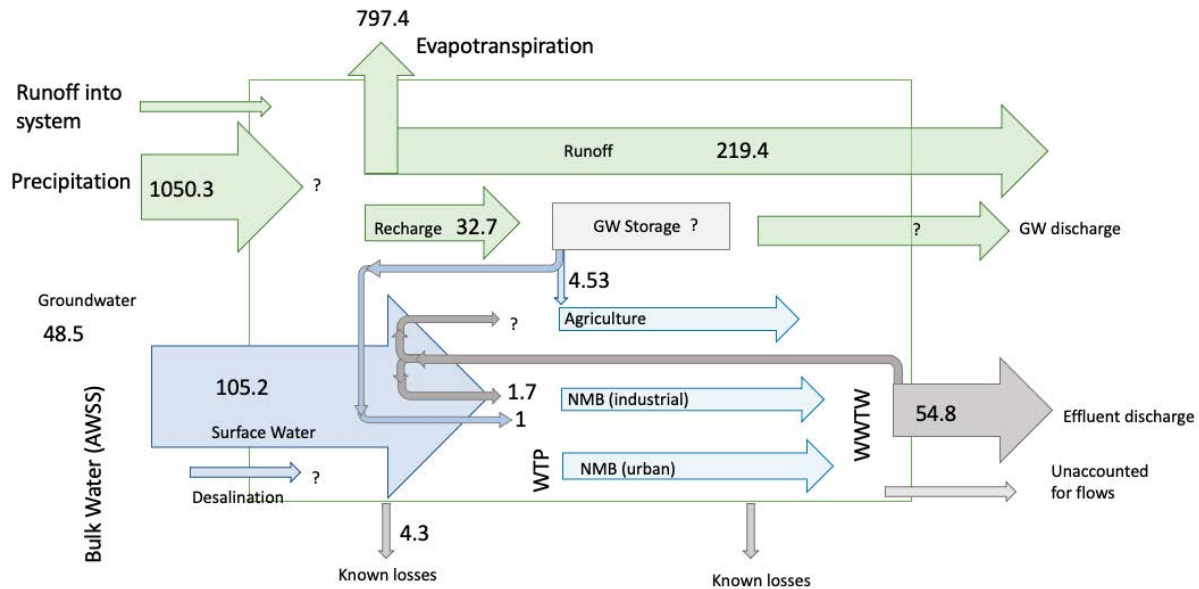 797.4
Evapotranspiration
Runoff into
system
Runoff 219.4
Precipitation
1050.3
?
Recharge 32.7
GW Storage ?
?
GW discharge
4.53
Groundwater
48.5
Agriculture
?
105.2
1.7
NMB (industrial)
54.8
Effluent discharge
1
Surface Water
WTP
NMB (urban)
WWTW
Desalination
?
Unaccounted
for flows
Bulk Water (AWSS)
4.3
Known losses
Known losses